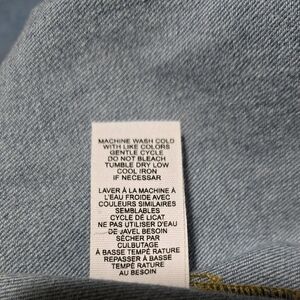 MACHINE WASH COLD
WITH LIKE COLORS
GENTLE CYCLE
DO NOT BLEACH
TUMBLE DRY LOW
COOL IRON
IF NECESSAR
LAVER À LA MACHINE À
L'EAU FROIDE AVEC
COULEURS SIMILAIRES
SEMBLABLES
CYCLE DÉ LICAT
NE PAS UTILISER D'EAU
DE JAVEL BESOIN
SÉCHER PAR
CULBUTAGE
À BASSE TEMPÉ RATURE
REPASSER À BASSE
TEMPÉ RATURE
AU BESOIN